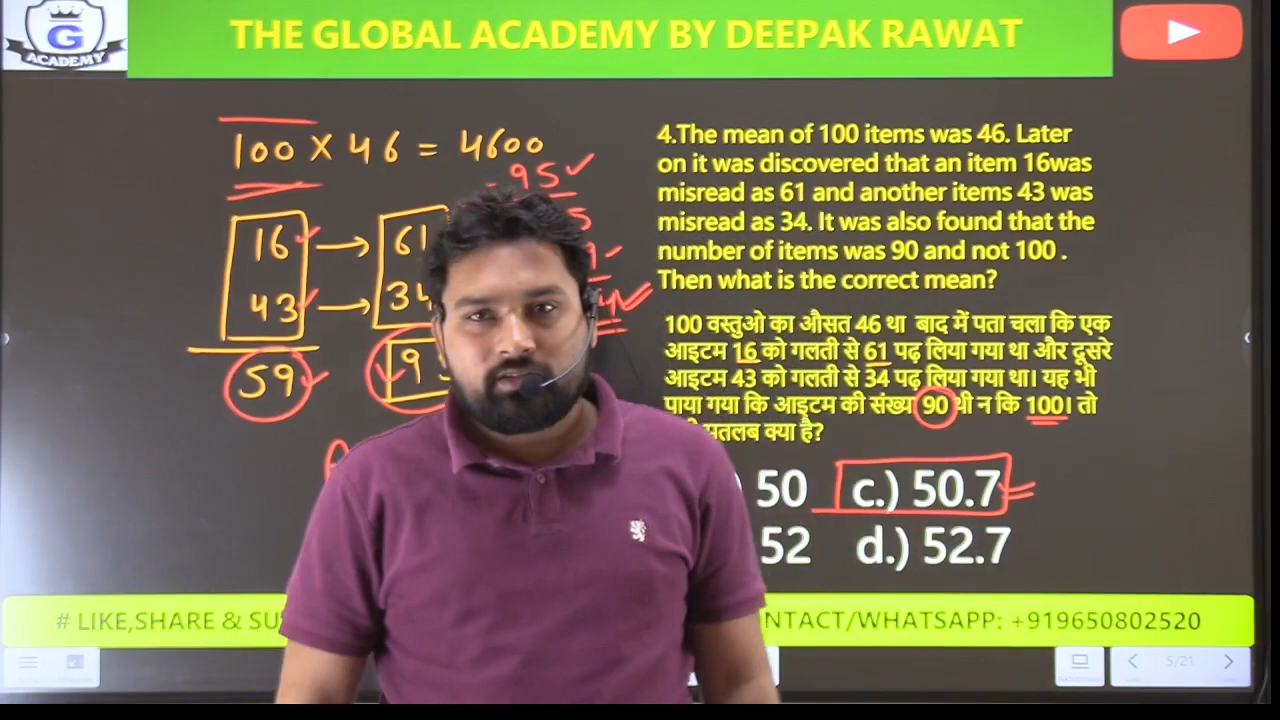 G
ACADEMY
THE GLOBAL ACADEMY BY DEEPAK RAWAT
100 X 46 = 4600
- 95
5
16 → 61
43 → 34
59
95
4.The mean of 100 items was 46. Later
on it was discovered that an item 16was
misread as 61 and another items 43 was
misread as 34. It was also found that the
number of items was 90 and not 100 .
Then what is the correct mean?
100 वस्तुओ का औसत 46 था बाद में पता चला कि एक
आइटम 16 को गलती से 61 पढ़ लिया गया था और दूसरे
आइटम 43 को गलती से 34 पढ़ लिया गया था। यह भी
पाया गया कि आइटम की संख्य 90 थी न कि 100। तो
मतलब क्या है?
) 50 c.) 50.7
52 d.) 52.7
# LIKE,SHARE & SU
NTACT/WHATSAPP: +919650802520
5/21